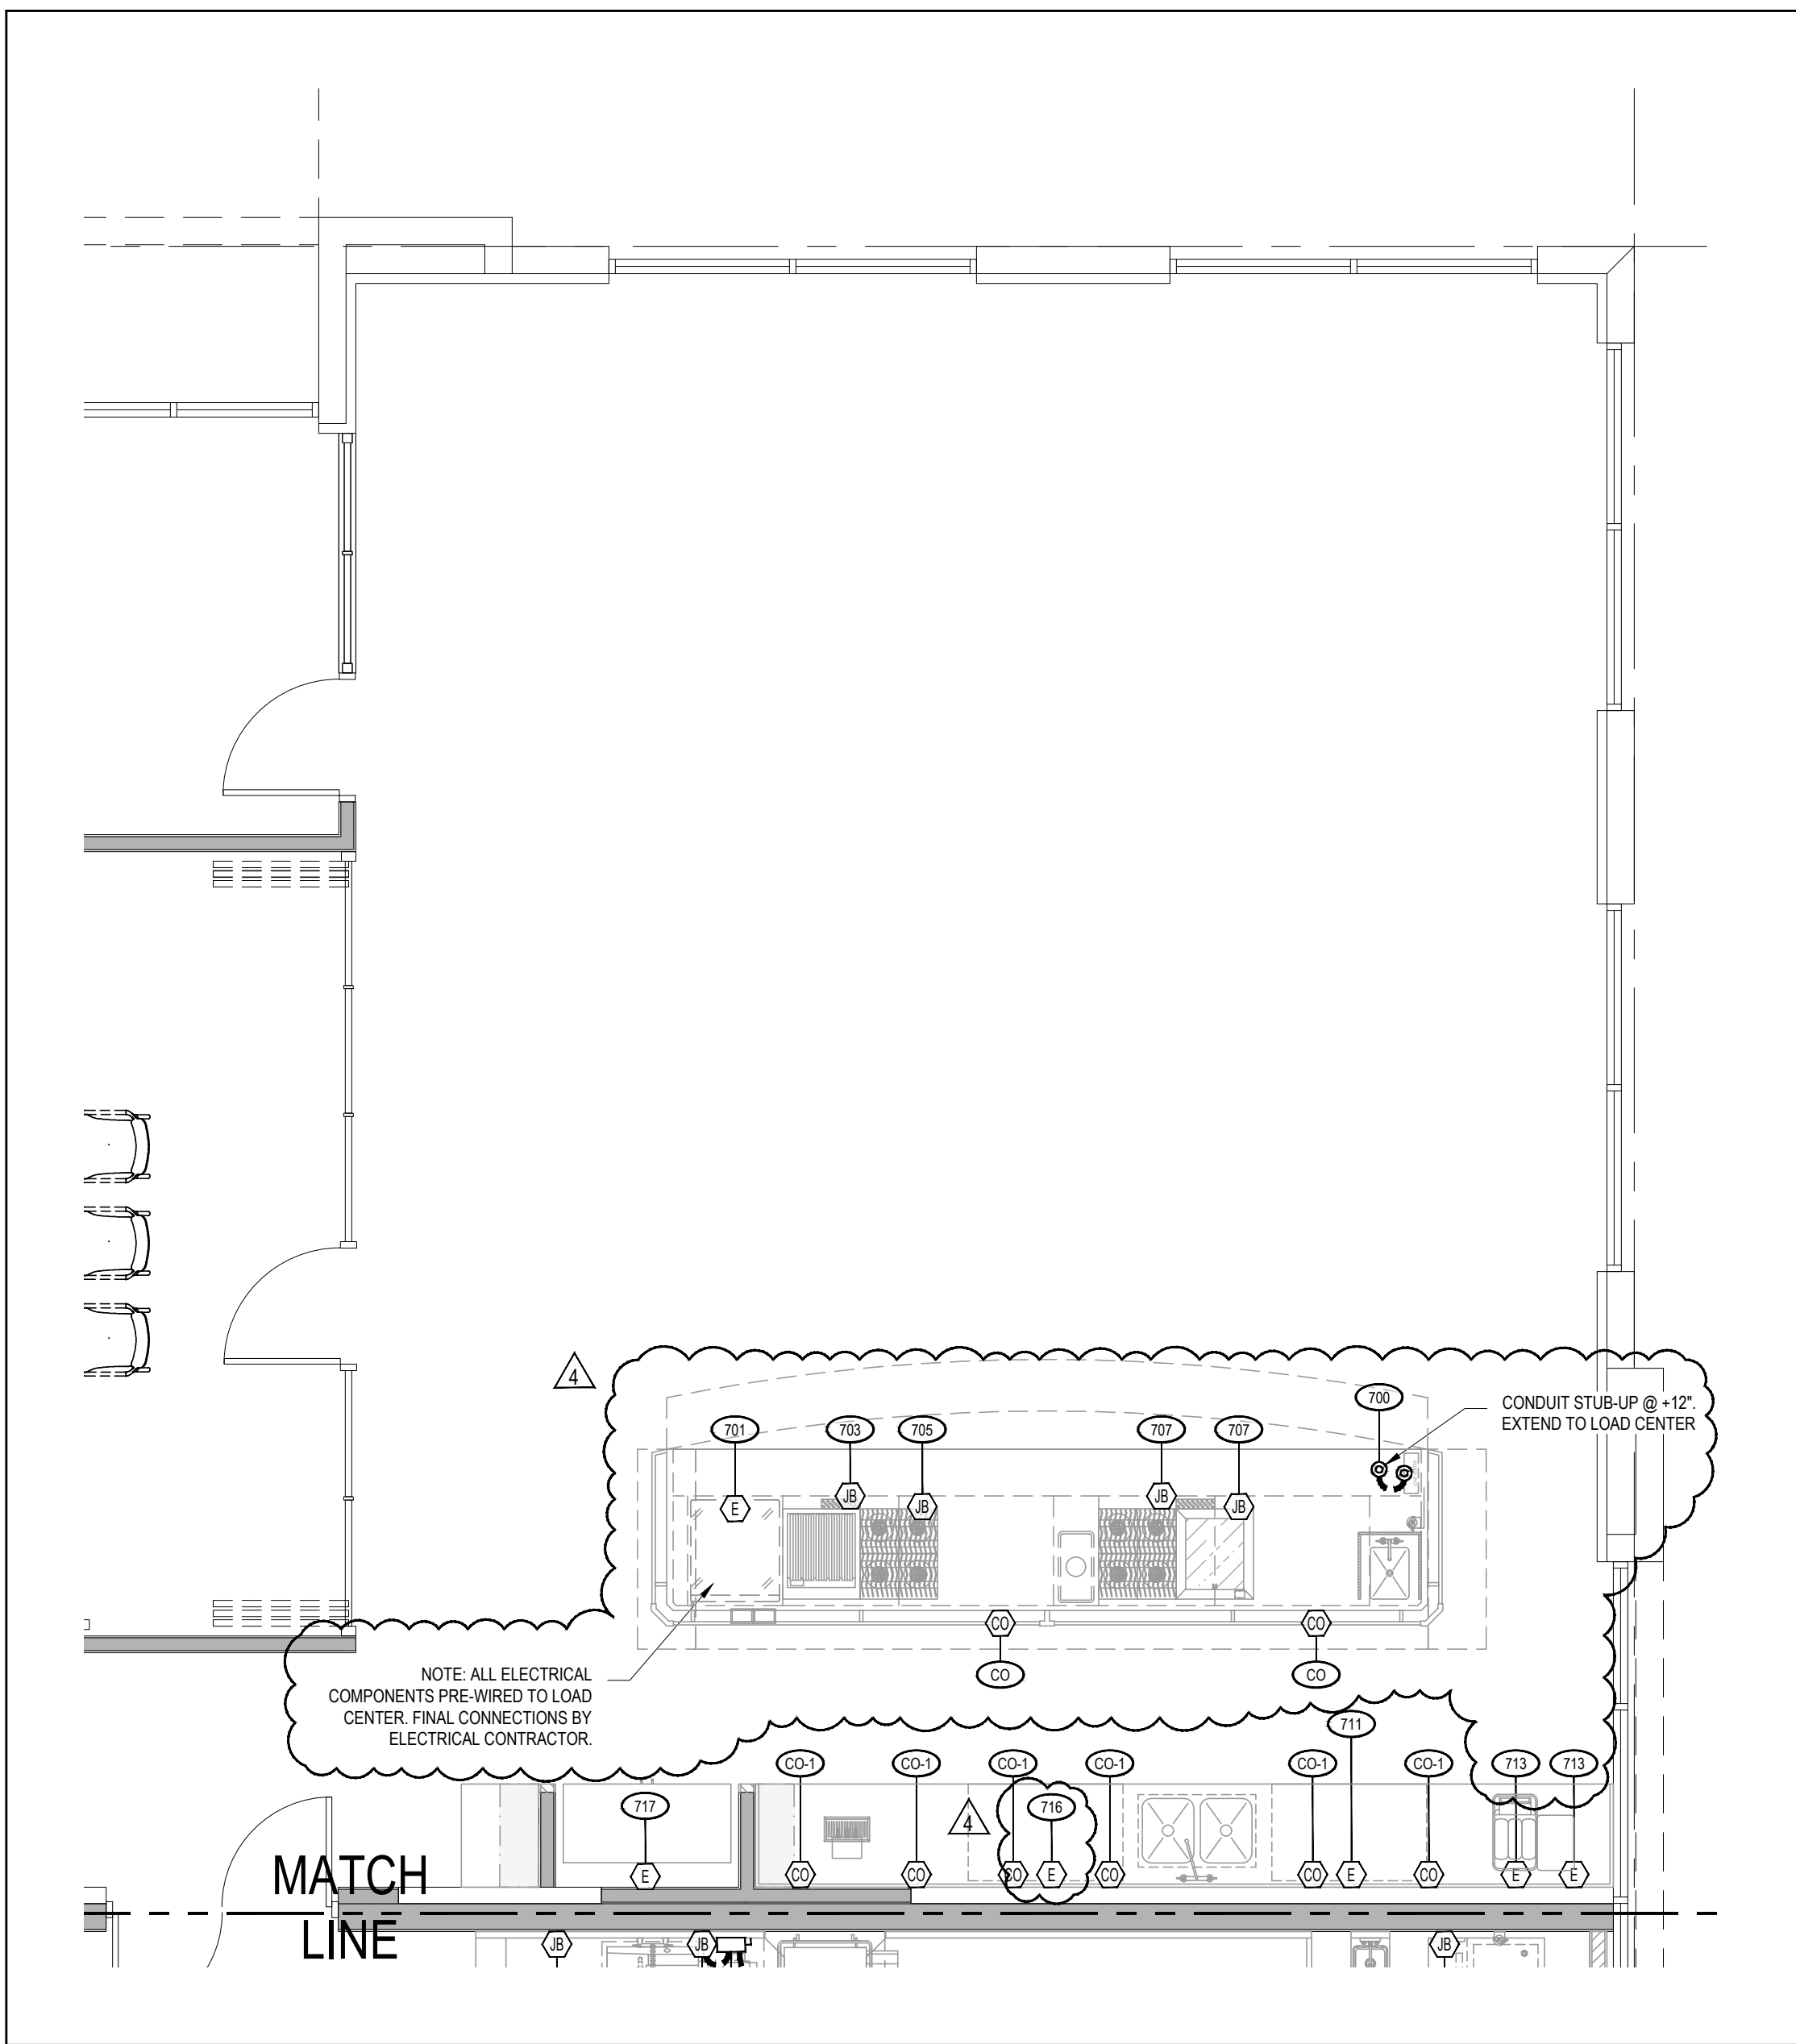 4
700
CONDUIT STUB-UP @ +12".
EXTEND TO LOAD CENTER
701
703
705
707
707
E
JB
JB
JB
JB
CO
CO
CO
CO
NOTE: ALL ELECTRICAL
COMPONENTS PRE-WIRED TO LOAD
CENTER. FINAL CONNECTIONS BY
ELECTRICAL CONTRACTOR.
711
CO-1
CO-1
CO-1
CO-1
CO-1
CO-1
713
713
717
4
716
E
CO
CO
CO
E
CO
CO
E
CO
E
E
MATCH
LINE
JB
JB
JB